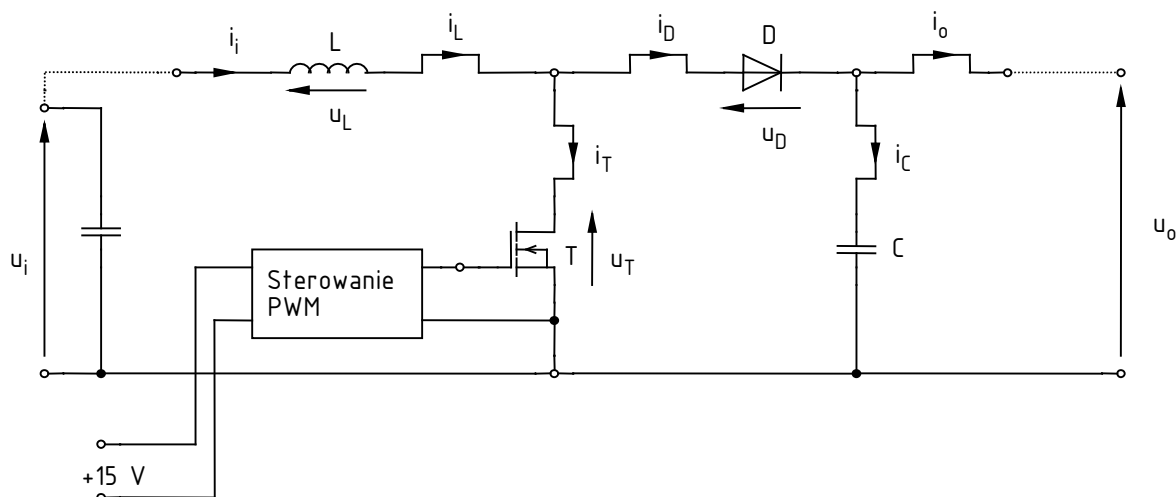 i_i
L
i_L
i_D
D
i_o
u_L
u_D
i_T
i_C
u_i
T
u_T
C
u_o
Sterowanie
PWM
+15 V